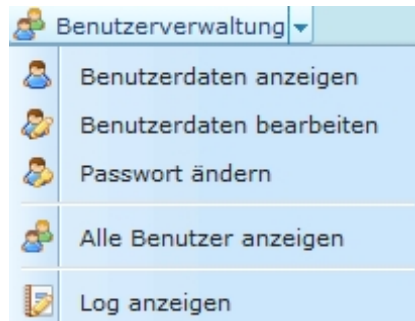 Benutzerverwaltung
Benutzerdaten anzeigen
Benutzerdaten bearbeiten
Passwort ändern
Alle Benutzer anzeigen
Log anzeigen